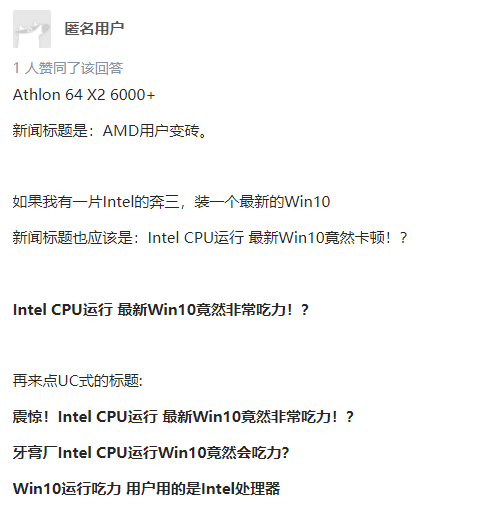 匿名用户
1 人赞同了该回答
Athlon 64 X2 6000+
新闻标题是：AMD用户变砖。
如果我有一片Intel的奔三，装一个最新的Win10
新闻标题也应该是：Intel CPU运行 最新Win10竟然卡顿！？
Intel CPU运行 最新Win10竟然非常吃力！？
再来点UC式的标题:
震惊！Intel CPU运行 最新Win10竟然非常吃力！？
牙膏厂Intel CPU运行Win10竟然会吃力？
Win10运行吃力 用户用的是Intel处理器